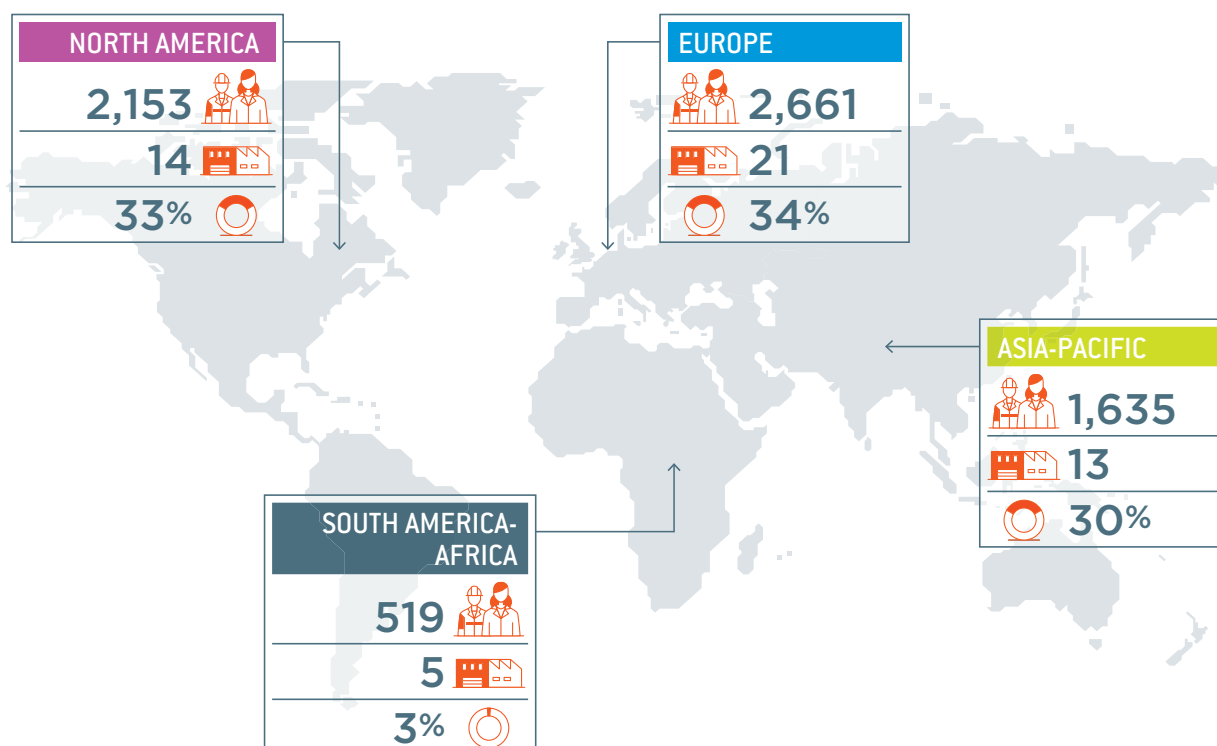 NORTH AMERICA
2,153
14
33%
EUROPE
2,661
21
34%
ASIA-PACIFIC
1,635
13
30%
SOUTH AMERICA-
AFRICA
519
5
3%